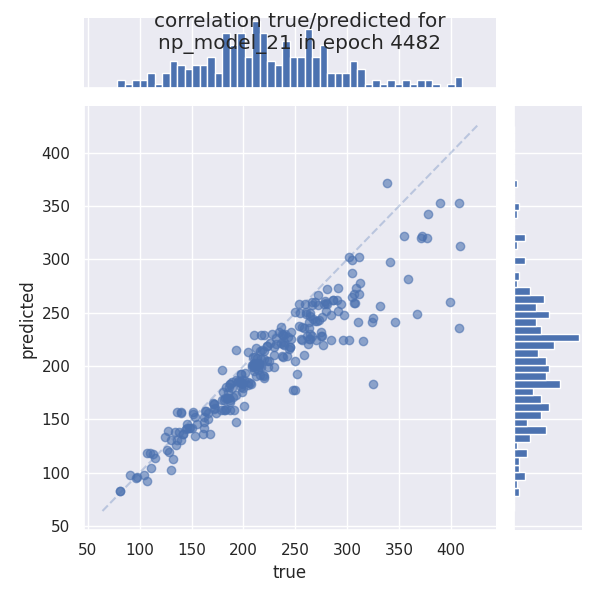 correlation true/predicted for
np_model_21 in epoch 4482
400
350
300
250
200
150
100
50
predicted
50 100 150 200 250 300 350 400
true